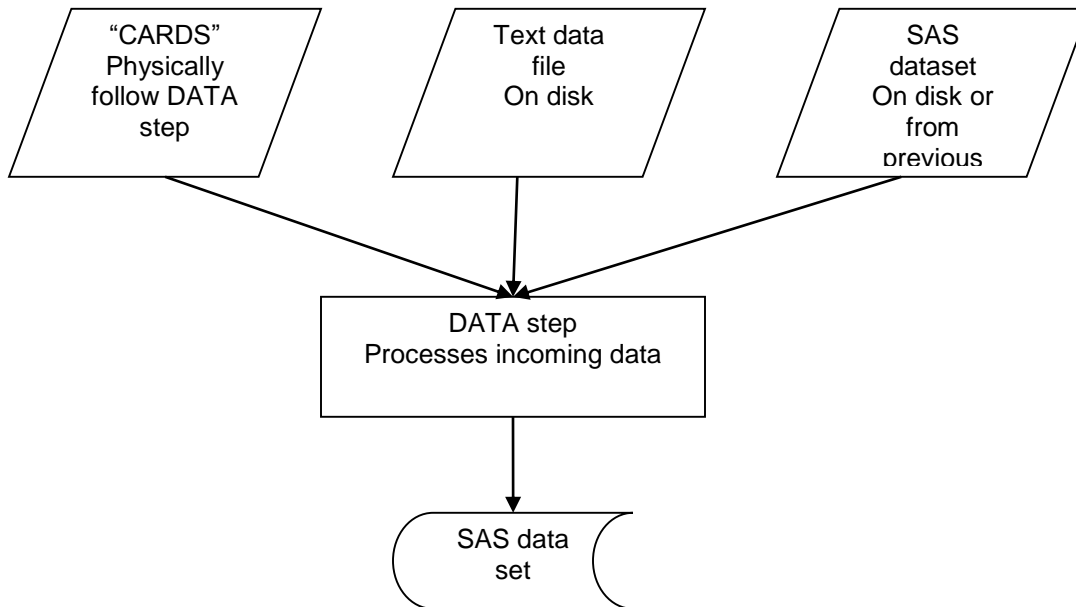 “CARDS”
Physically
follow DATA
step
Text data
file
On disk
SAS
dataset
On disk or
from
previous
DATA step
Processes incoming data
SAS data
set